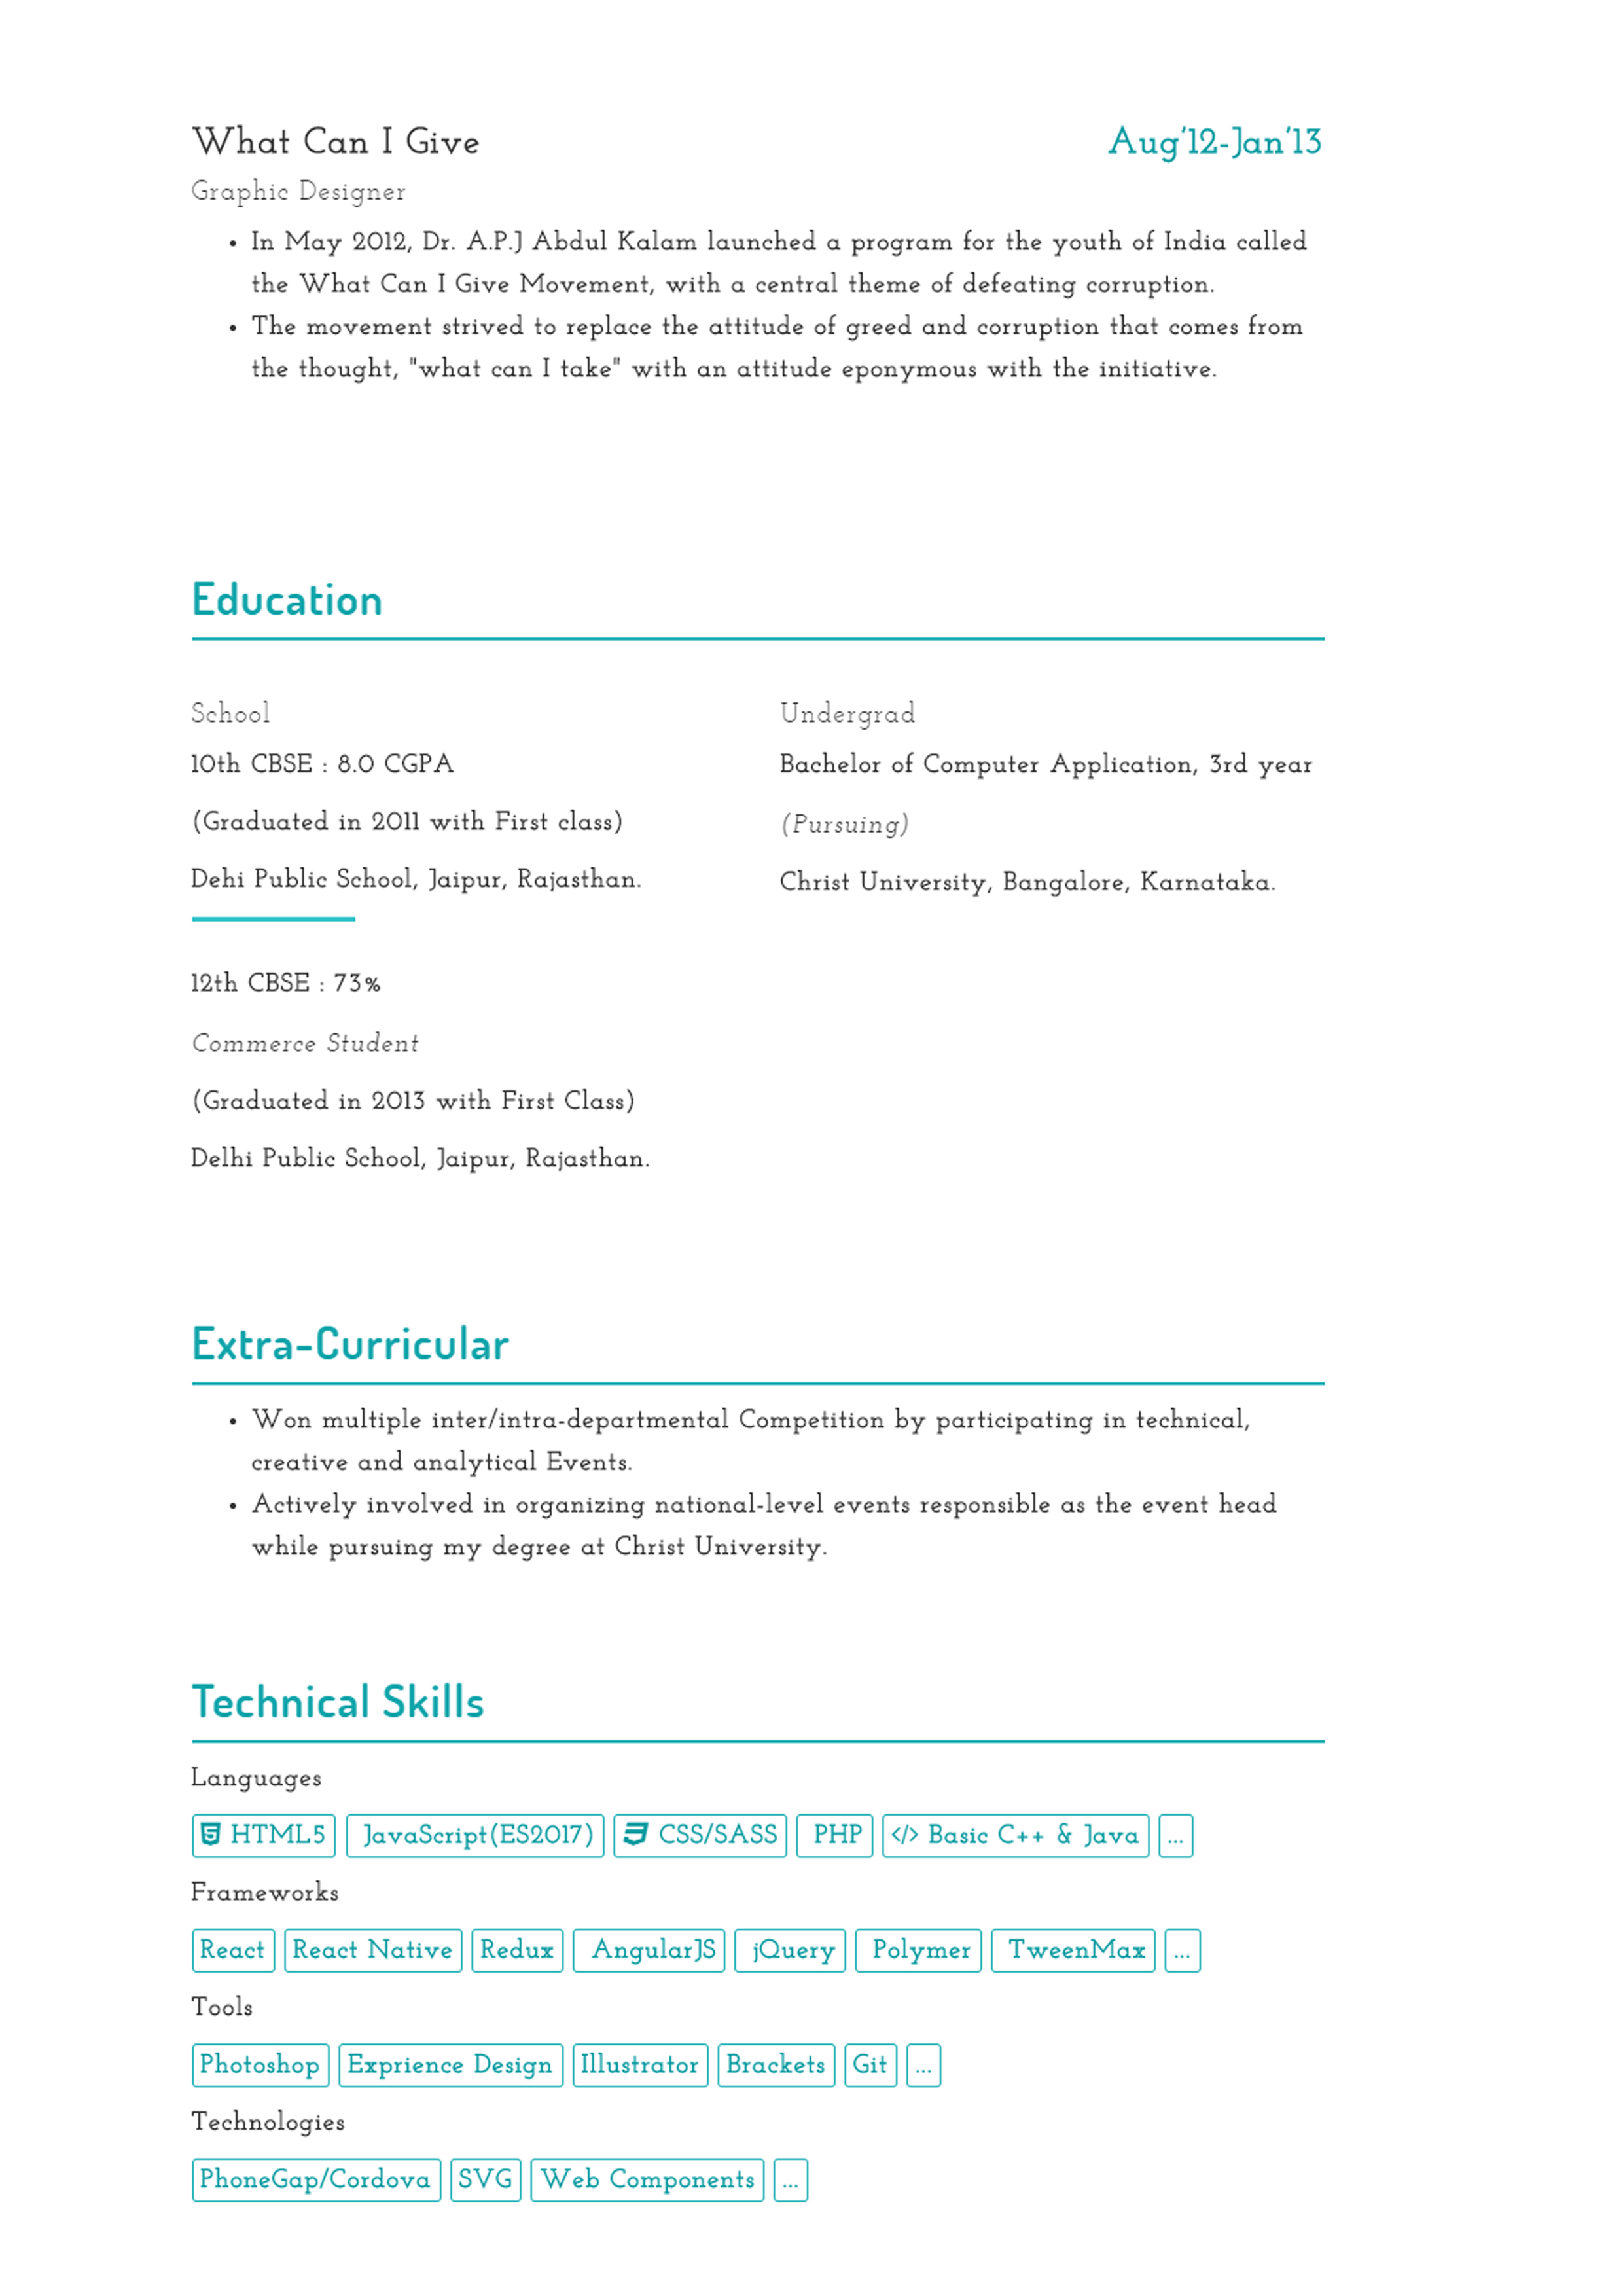 What Can I Give
Aug'12-Jan'13
Graphic Designer
• In May 2012, Dr. A.P.J Abdul Kalam launched a program for the youth of India called
the What Can I Give Movement, with a central theme of defeating corruption.
• The movement strived to replace the attitude of greed and corruption that comes from
the thought, "what can I take" with an attitude eponymous with the initiative.
Education
School
10th CBSE : 8.0 CGPA
(Graduated in 2011 with First class)
Dehi Public School, Jaipur, Rajasthan.
12th CBSE : 73%
Commerce Student
(Graduated in 2013 with First Class)
Delhi Public School, Jaipur, Rajasthan.
Undergrad
Bachelor of Computer Application, 3rd year
(Pursuing)
Christ University, Bangalore, Karnataka.
Extra-Curricular
• Won multiple inter/intra-departmental Competition by participating in technical,
creative and analytical Events.
• Actively involved in organizing national-level events responsible as the event head
while pursuing my degree at Christ University.
Technical Skills
Languages
HTML5 JavaScript(ES2017) CSS/SASS PHP </> Basic C++ & Java ...
Frameworks
React React Native Redux AngularJS jQuery Polymer TweenMax ...
Tools
Photoshop Exprience Design Illustrator Brackets Git ...
Technologies
PhoneGap/Cordova SVG Web Components ...